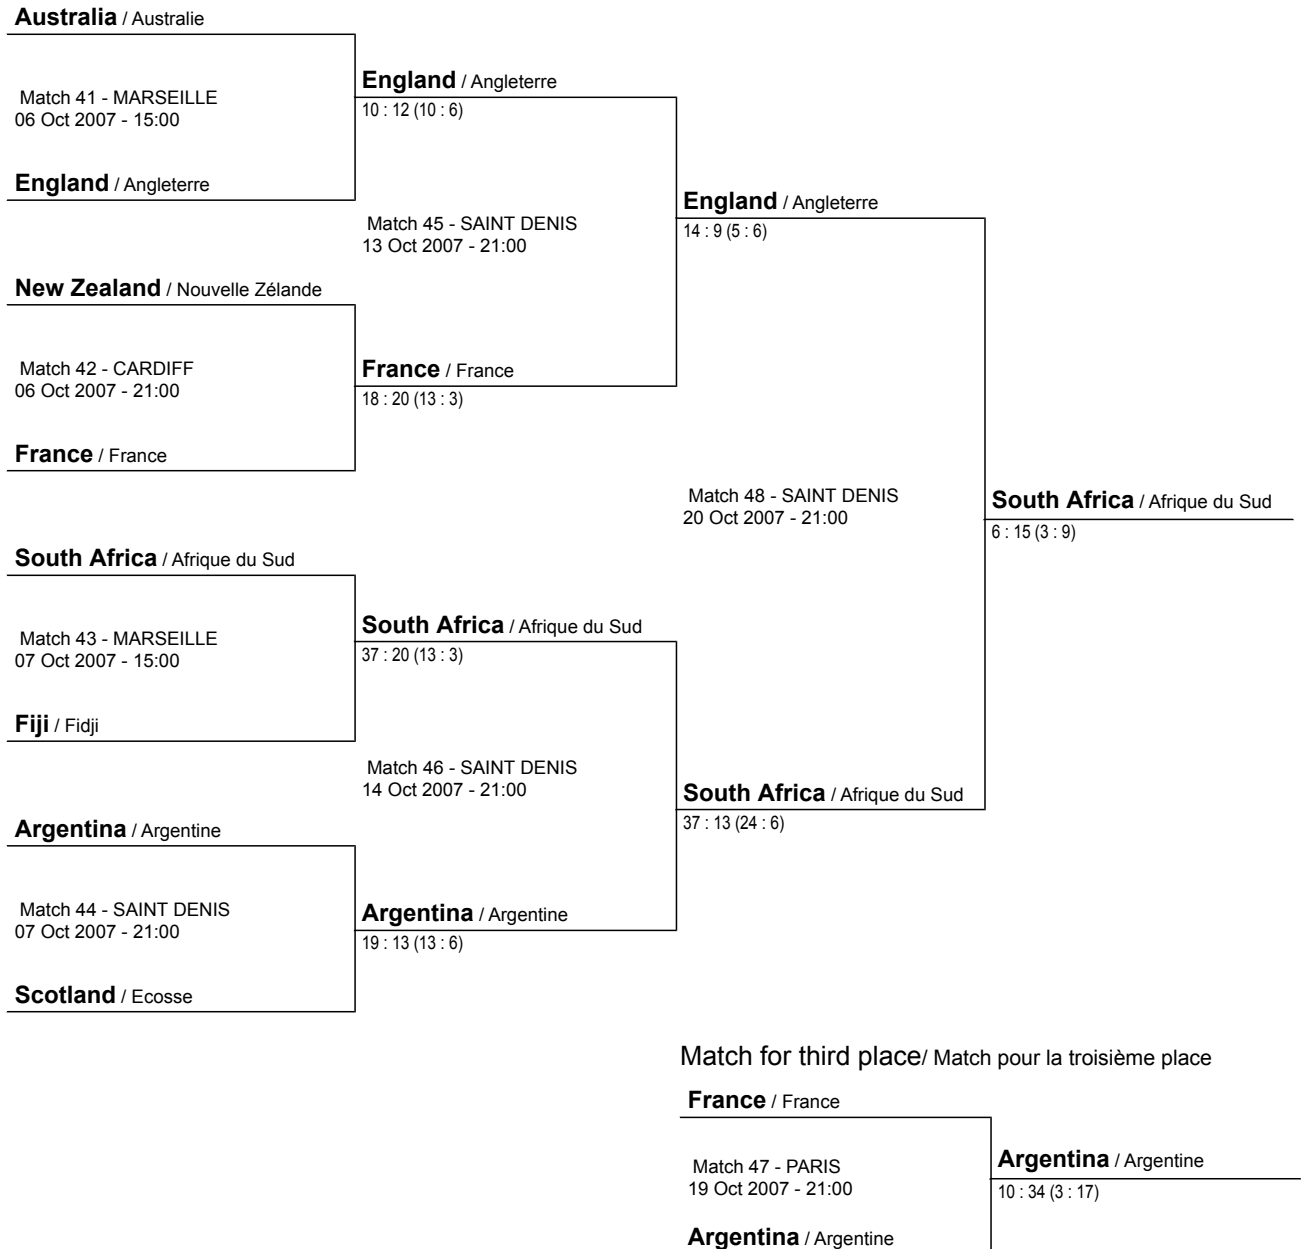 Australia / Australie
Match 41 - MARSEILLE
06 Oct 2007 - 15:00
England / Angleterre
England / Angleterre
10 : 12 (10 : 6)
Match 45 - SAINT DENIS
13 Oct 2007 - 21:00
New Zealand / Nouvelle Zélande
Match 42 - CARDIFF
06 Oct 2007 - 21:00
France / France
France / France
18 : 20 (13 : 3)
England / Angleterre
14 : 9 (5 : 6)
Match 48 - SAINT DENIS
20 Oct 2007 - 21:00
South Africa / Afrique du Sud
6 : 15 (3 : 9)
South Africa / Afrique du Sud
Match 43 - MARSEILLE
07 Oct 2007 - 15:00
Fiji / Fidji
South Africa / Afrique du Sud
37 : 20 (13 : 3)
Match 46 - SAINT DENIS
14 Oct 2007 - 21:00
South Africa / Afrique du Sud
37 : 13 (24 : 6)
Argentina / Argentine
Match 44 - SAINT DENIS
07 Oct 2007 - 21:00
Scotland / Ecosse
Argentina / Argentine
19 : 13 (13 : 6)
Match for third place/ Match pour la troisième place
France / France
Match 47 - PARIS
19 Oct 2007 - 21:00
Argentina / Argentine
Argentina / Argentine
10 : 34 (3 : 17)